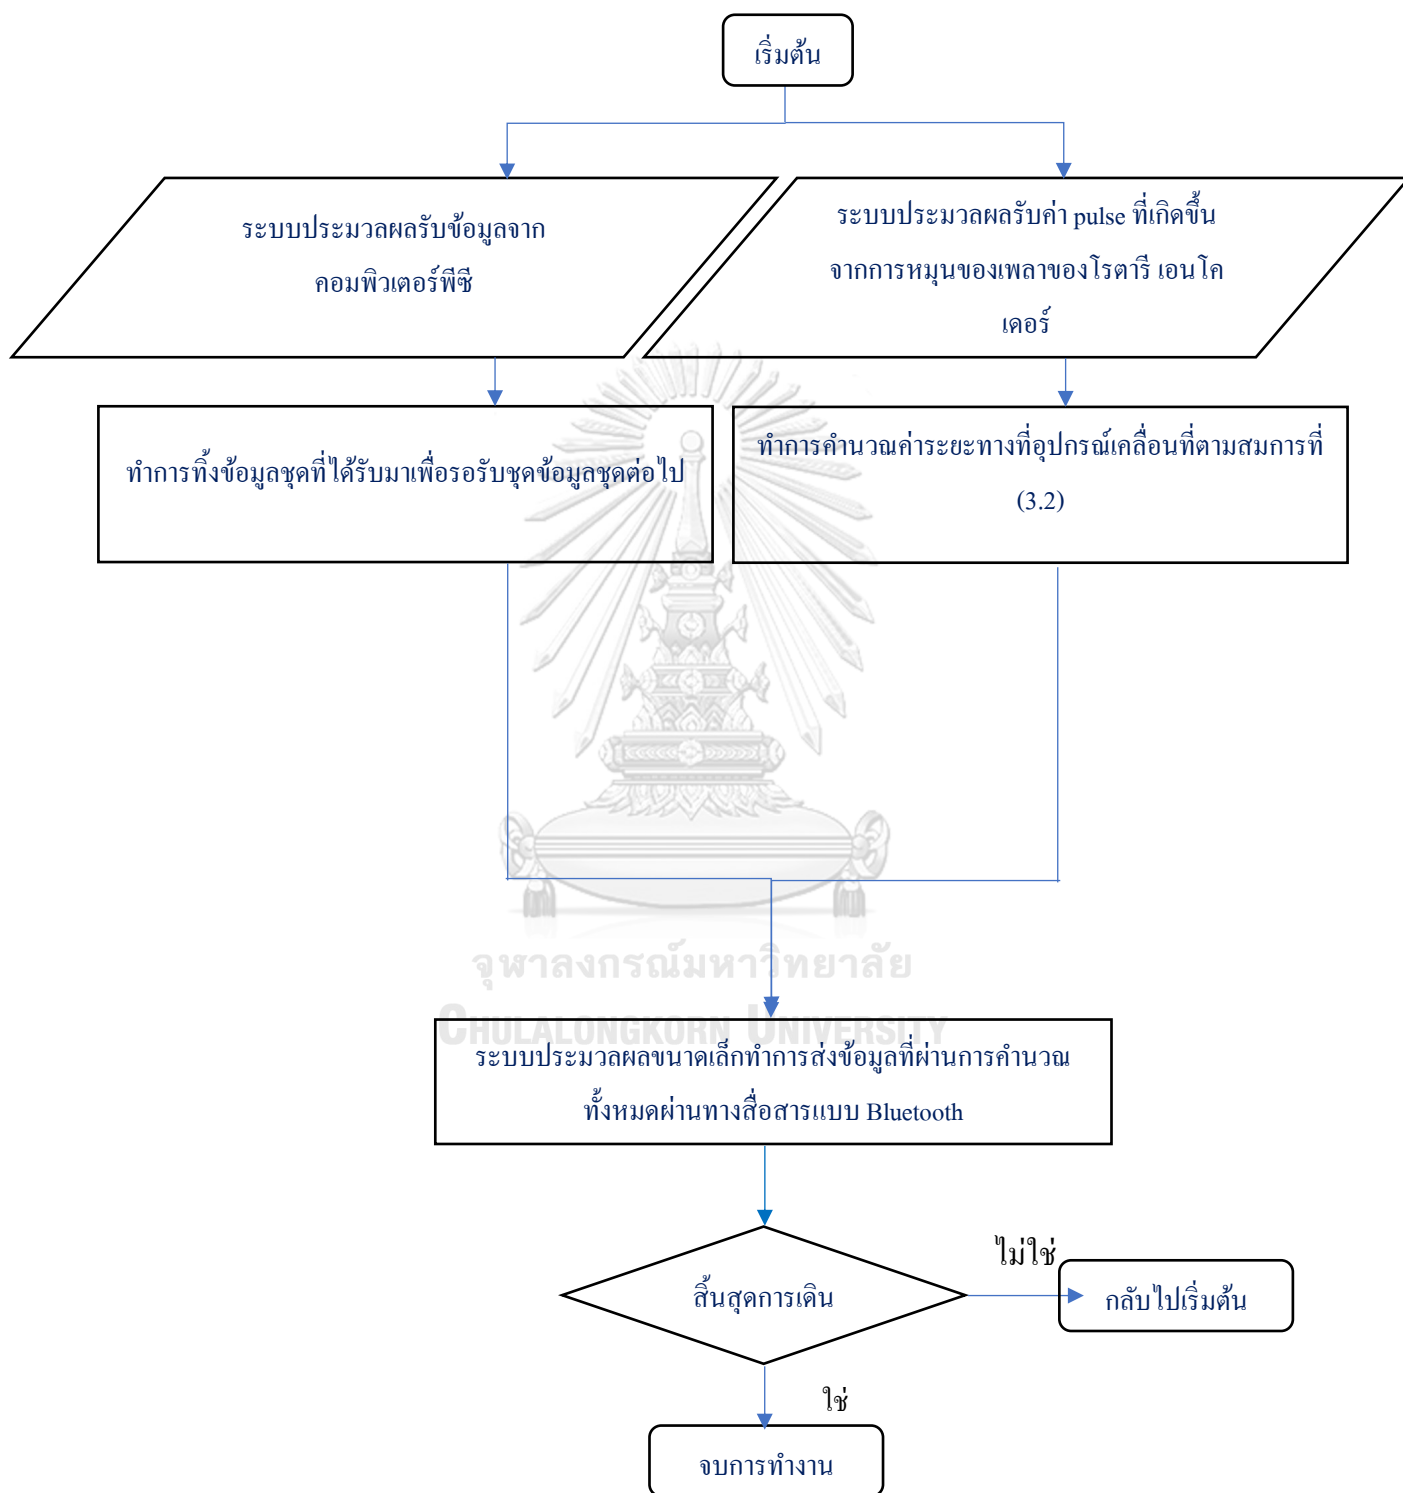 เริ่มต้น
ระบบประมวลผลรับข้อมูลจาก
คอมพิวเตอร์พีซี
ระบบประมวลผลรับค่า pulse ที่เกิดขึ้น
จากการหมุนของเพลาของโรตารี เอนโค
เดอร์
ทำการทิ้งข้อมูลชุดที่ได้รับมาเพื่อรอรับชุดข้อมูลชุดต่อไป
ทำการคำนวณค่าระยะทางที่อุปกรณ์เคลื่อนที่ตามสมการที่
(3.2)
จุฬาลงกรณ์มหาวิทยาลัย
CHULALONGKORN UNIVERSITY
ระบบประมวลผลขนาดเล็กทำการส่งข้อมูลที่ผ่านการคำนวณ
ทั้งหมดผ่านทางสื่อสารแบบ Bluetooth
สิ้นสุดการเดิน
ไม่ใช่
กลับไปเริ่มต้น
ใช่
จบการทำงาน